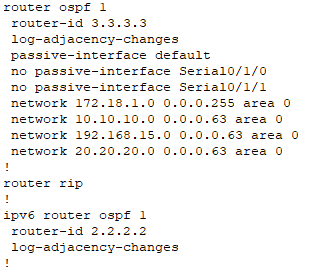 router ospf 1
router-id 3.3.3.3
log-adjacency-changes
passive-interface default
no passive-interface Serial0/1/0
no passive-interface Serial0/1/1
network 172.18.1.0 0.0.0.255 area 0
network 10.10.10.0 0.0.0.63 area 0
network 192.168.15.0 0.0.0.63 area 0
network 20.20.20.0 0.0.0.63 area 0
!
router rip
!
ipv6 router ospf 1
router-id 2.2.2.2
log-adjacency-changes
!